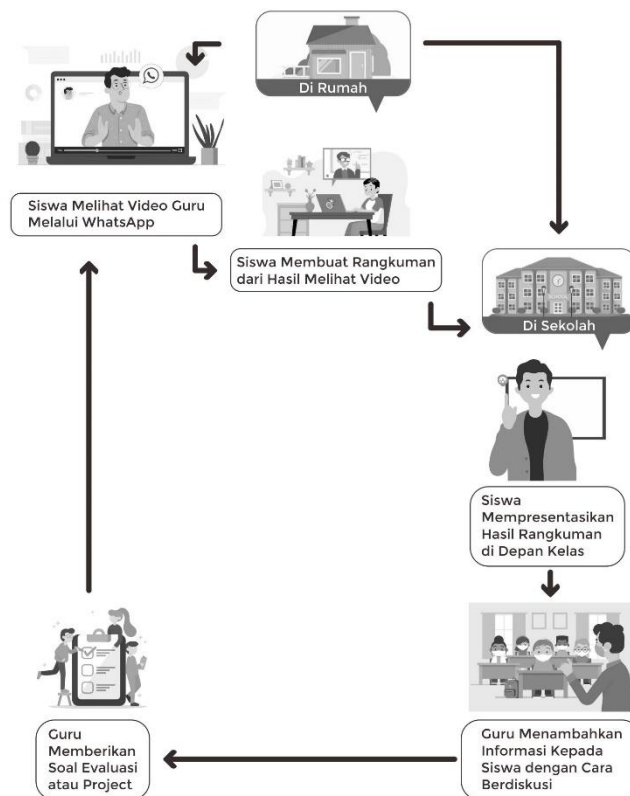 Di Rumah
Siswa Melihat Video Guru
Melalui WhatsApp
Siswa Membuat Rangkuman
dari Hasil Melihat Video
Di Sekolah
Siswa
Mempresentasikan
Hasil Rangkuman
di Depan Kelas
Guru Menambahkan
Informasi Kepada
Siswa dengan Cara
Berdiskusi
Guru
Memberikan
Soal Evaluasi
atau Project